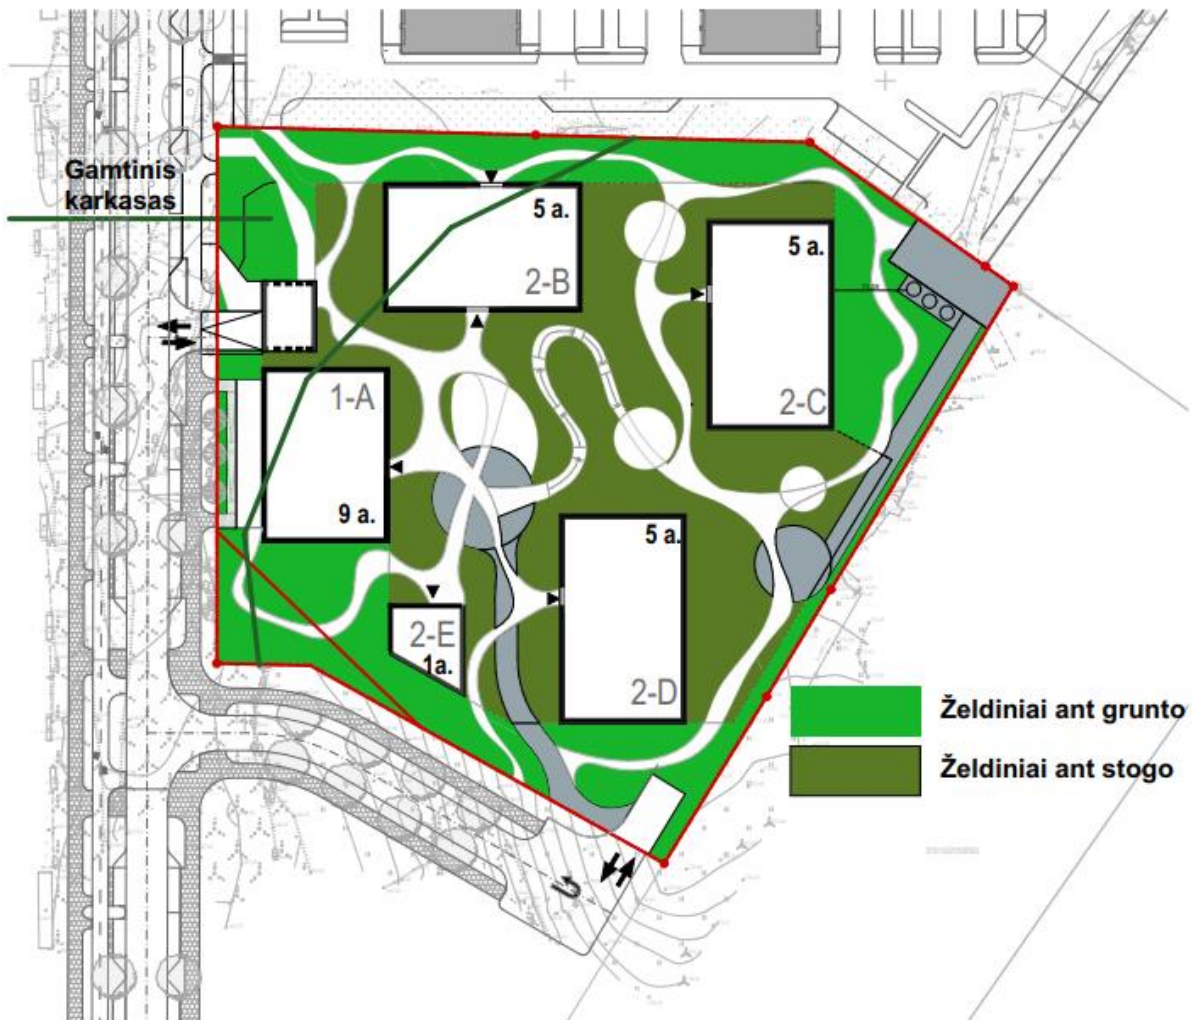 Gamtinis
karkasas
5 a.
2-B
5 a.
2-C
1-A
9 a.
5 a.
2-D
2-E
1a.
Želdiniai ant grunto
Želdiniai ant stogo